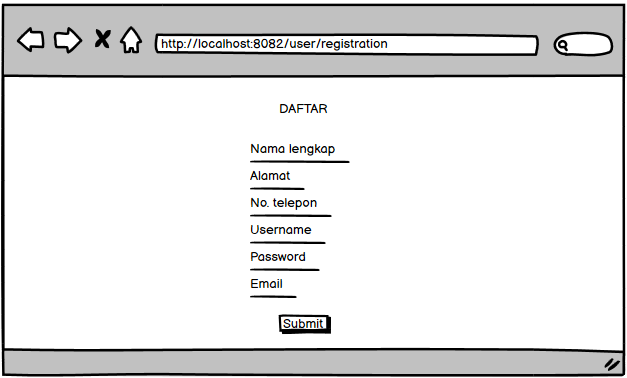 http://localhost:8082/user/registration
DAFTAR
Nama lengkap
Alamat
No. telepon
Username
Password
Email
Submit